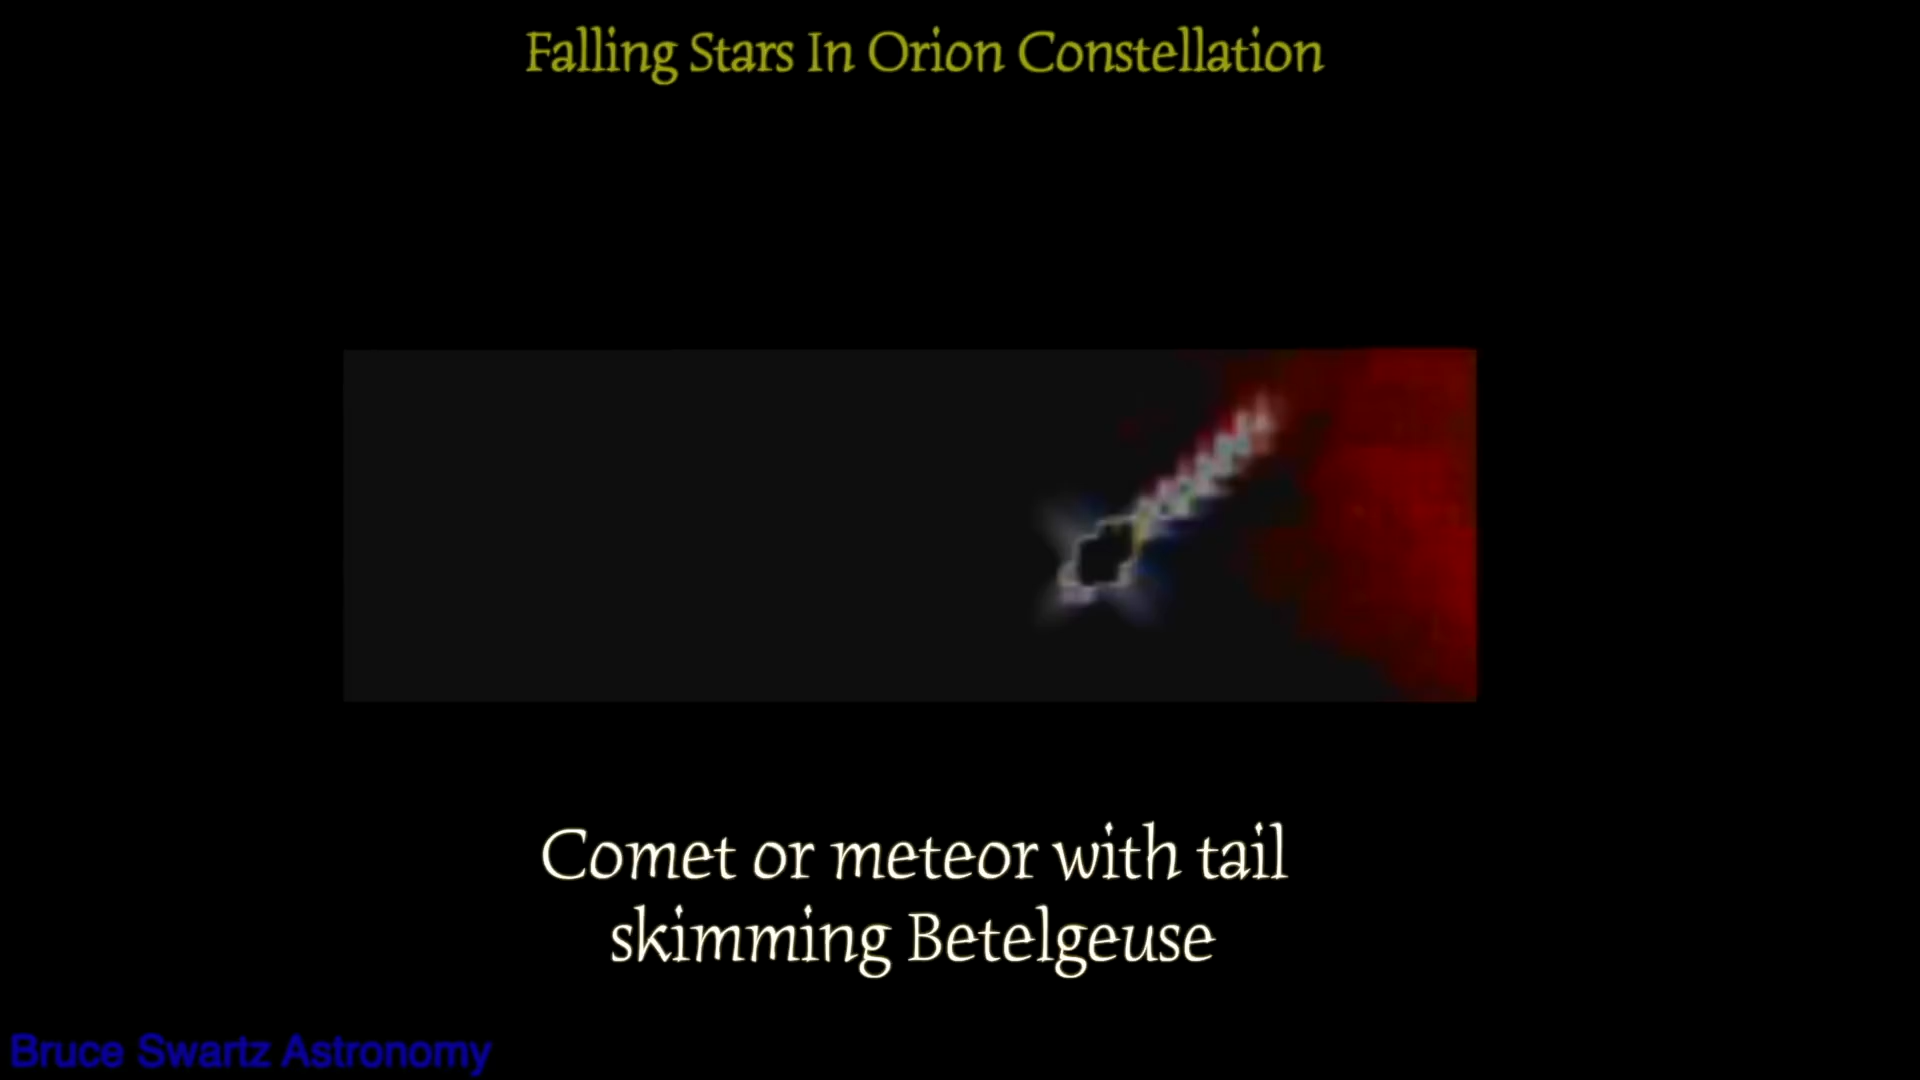 Falling Stars In Orion Constellation
Comet or meteor with tail
skimming Betelgeuse
Bruce Swartz Astronomy